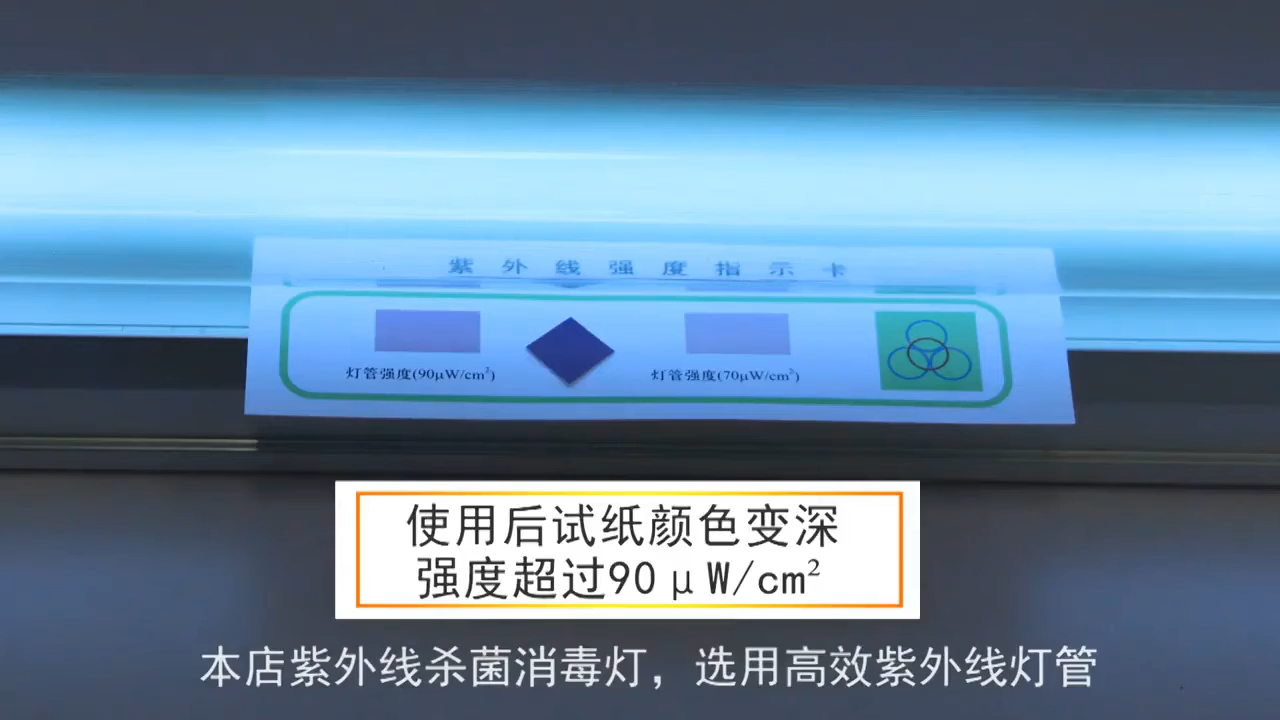 紫外线强度指示卡
灯管强度(90μW/cm²)
灯管强度(70μW/cm²)
使用后试纸颜色变深
强度超过90μW/cm²
本店紫外线杀菌消毒灯，选用高效紫外线灯管